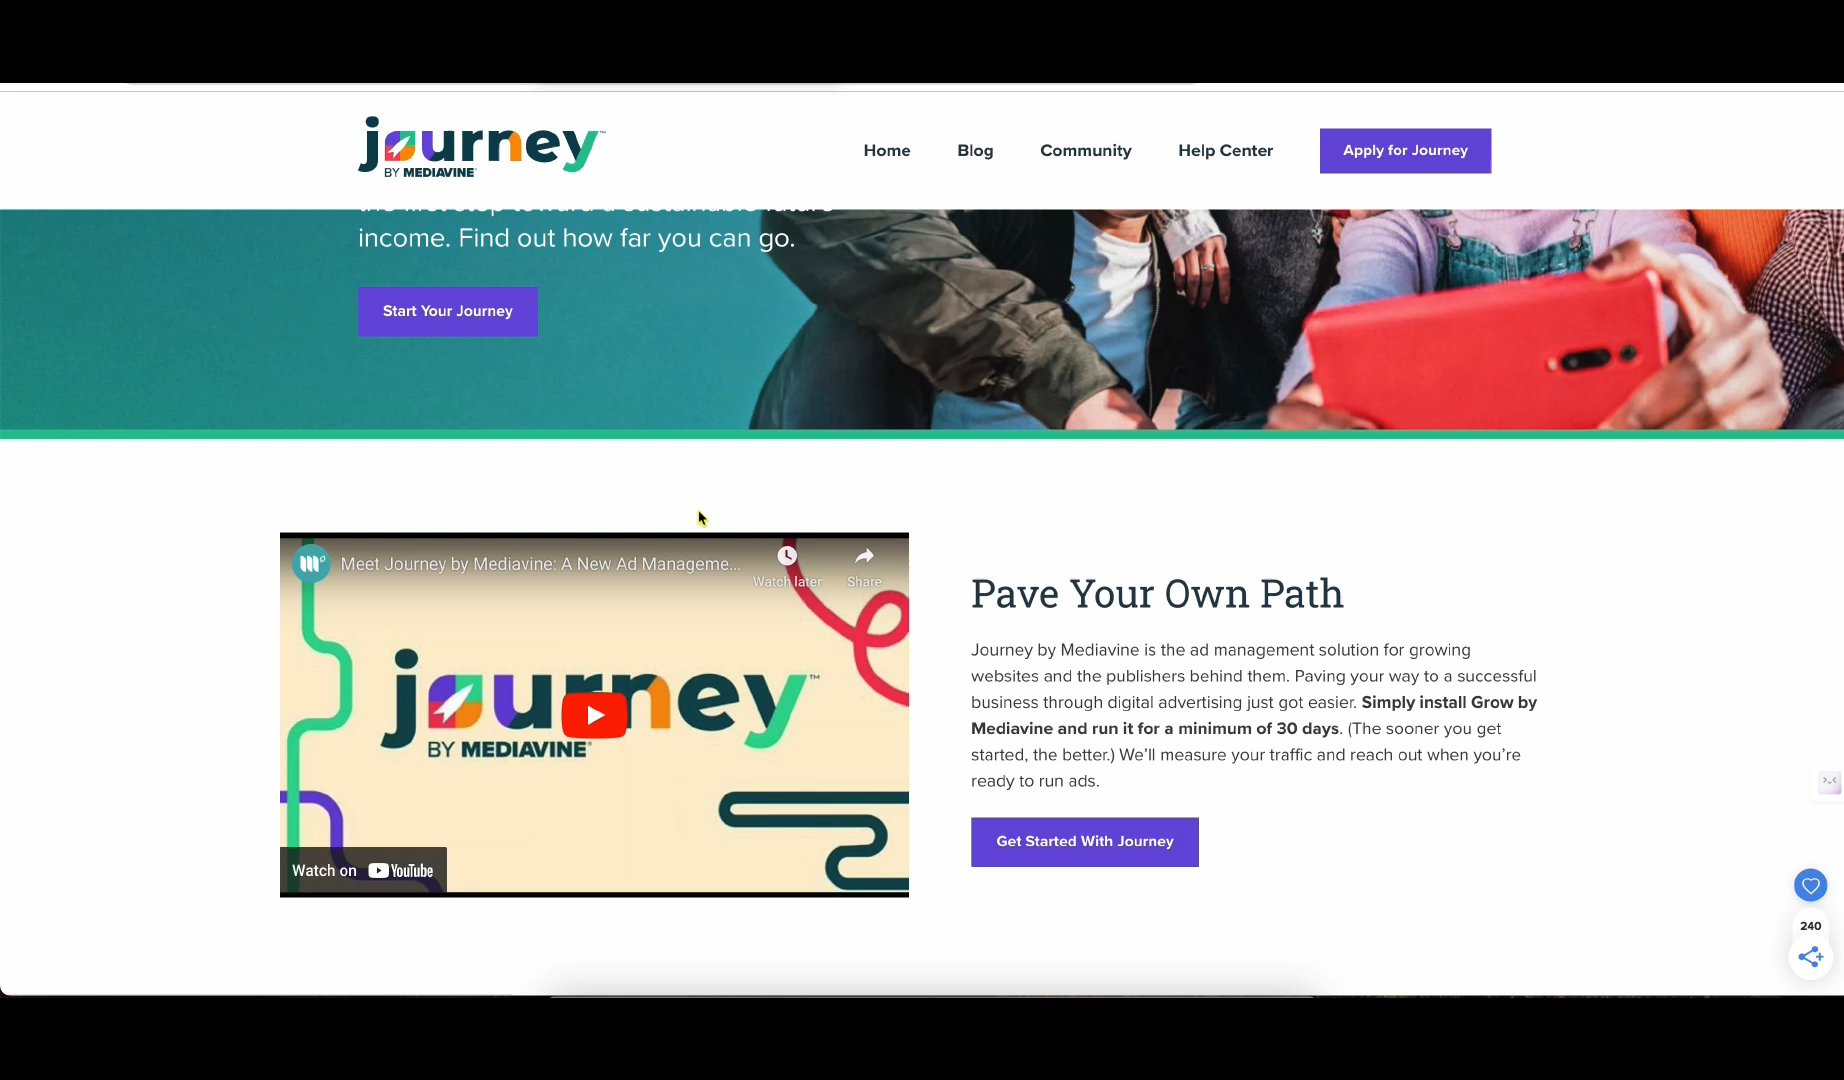 journey™
BY MEDIAVINE
Home
Blog
Community
Help Center
Apply for Journey
income. Find out how far you can go.
Start Your Journey
Meet Journey by Mediavine: A New Ad Manageme...
Watch later
Share
journey™
BY MEDIAVINE
Watch on YouTube
Pave Your Own Path
Journey by Mediavine is the ad management solution for growing
websites and the publishers behind them. Paving your way to a successful
business through digital advertising just got easier. Simply install Grow by
Mediavine and run it for a minimum of 30 days. (The sooner you get
started, the better.) We’ll measure your traffic and reach out when you’re
ready to run ads.
Get Started With Journey
240